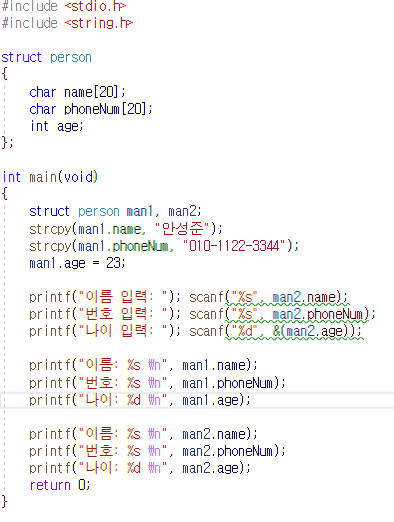 #include <stdio.h>
#include <string.h>
struct person
{
char name[20];
char phoneNum[20];
int age;
};
int main(void)
{
struct person man1, man2;
strcpy(man1.name, "안성준");
strcpy(man1.phoneNum, "010-1122-3344");
man1.age = 23;
printf("이름 입력: "); scanf("%s", man2.name);
printf("번호 입력: "); scanf("%s", man2.phoneNum);
printf("나이 입력: "); scanf("%d", &(man2.age));
printf("이름: %s ₩n", man1.name);
printf("번호: %s ₩n", man1.phoneNum);
printf("나이: %d ₩n", man1.age);
printf("이름: %s ₩n", man2.name);
printf("번호: %s ₩n", man2.phoneNum);
printf("나이: %d ₩n", man2.age);
return 0;
}